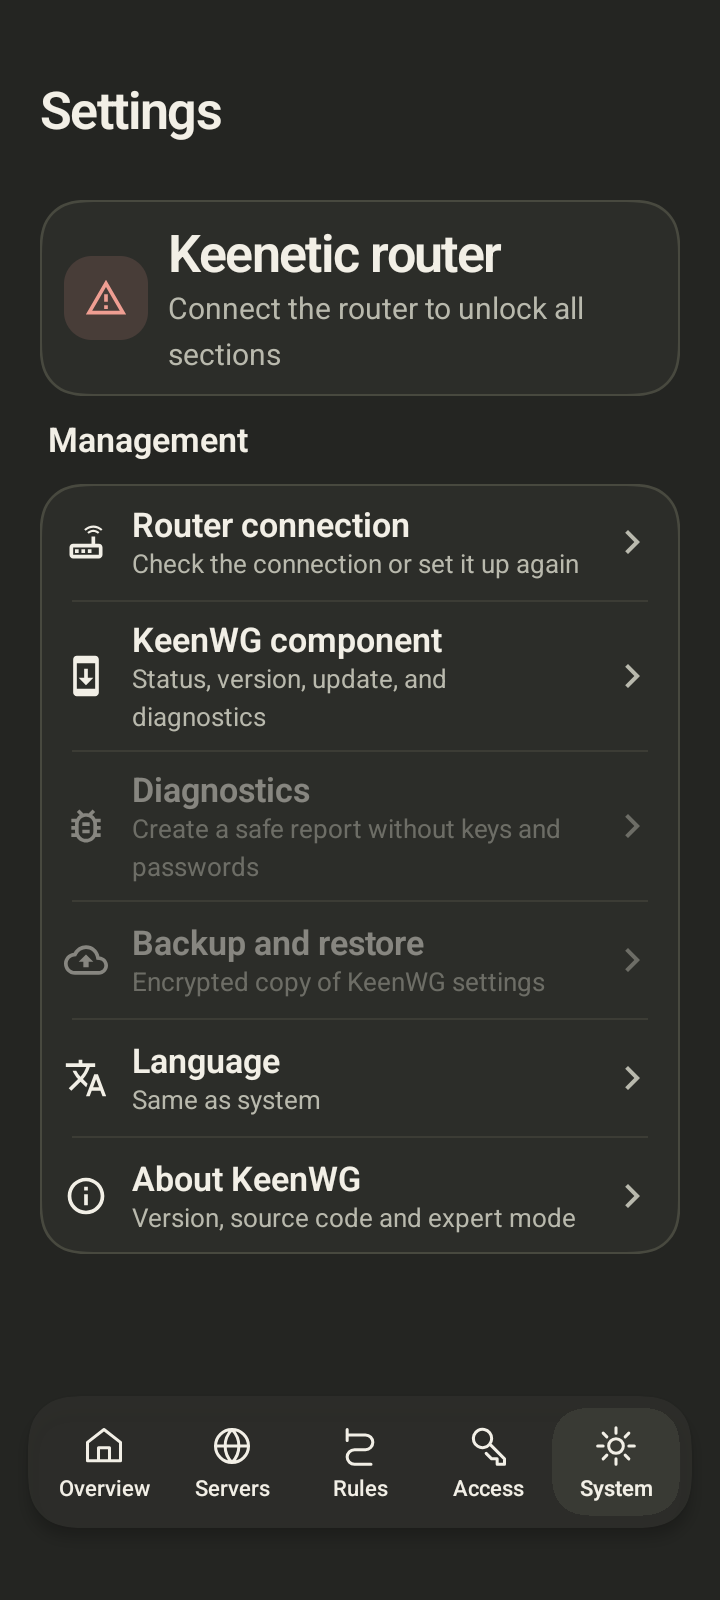 Settings
Keenetic router
Connect the router to unlock all
sections
Management
Router connection
Check the connection or set it up again
KeenWG component
Status, version, update, and
diagnostics
Diagnostics
Create a safe report without keys and
passwords
Backup and restore
Encrypted copy of KeenWG settings
Language
Same as system
About KeenWG
Version, source code and expert mode
Overview
Servers
Rules
Access
System